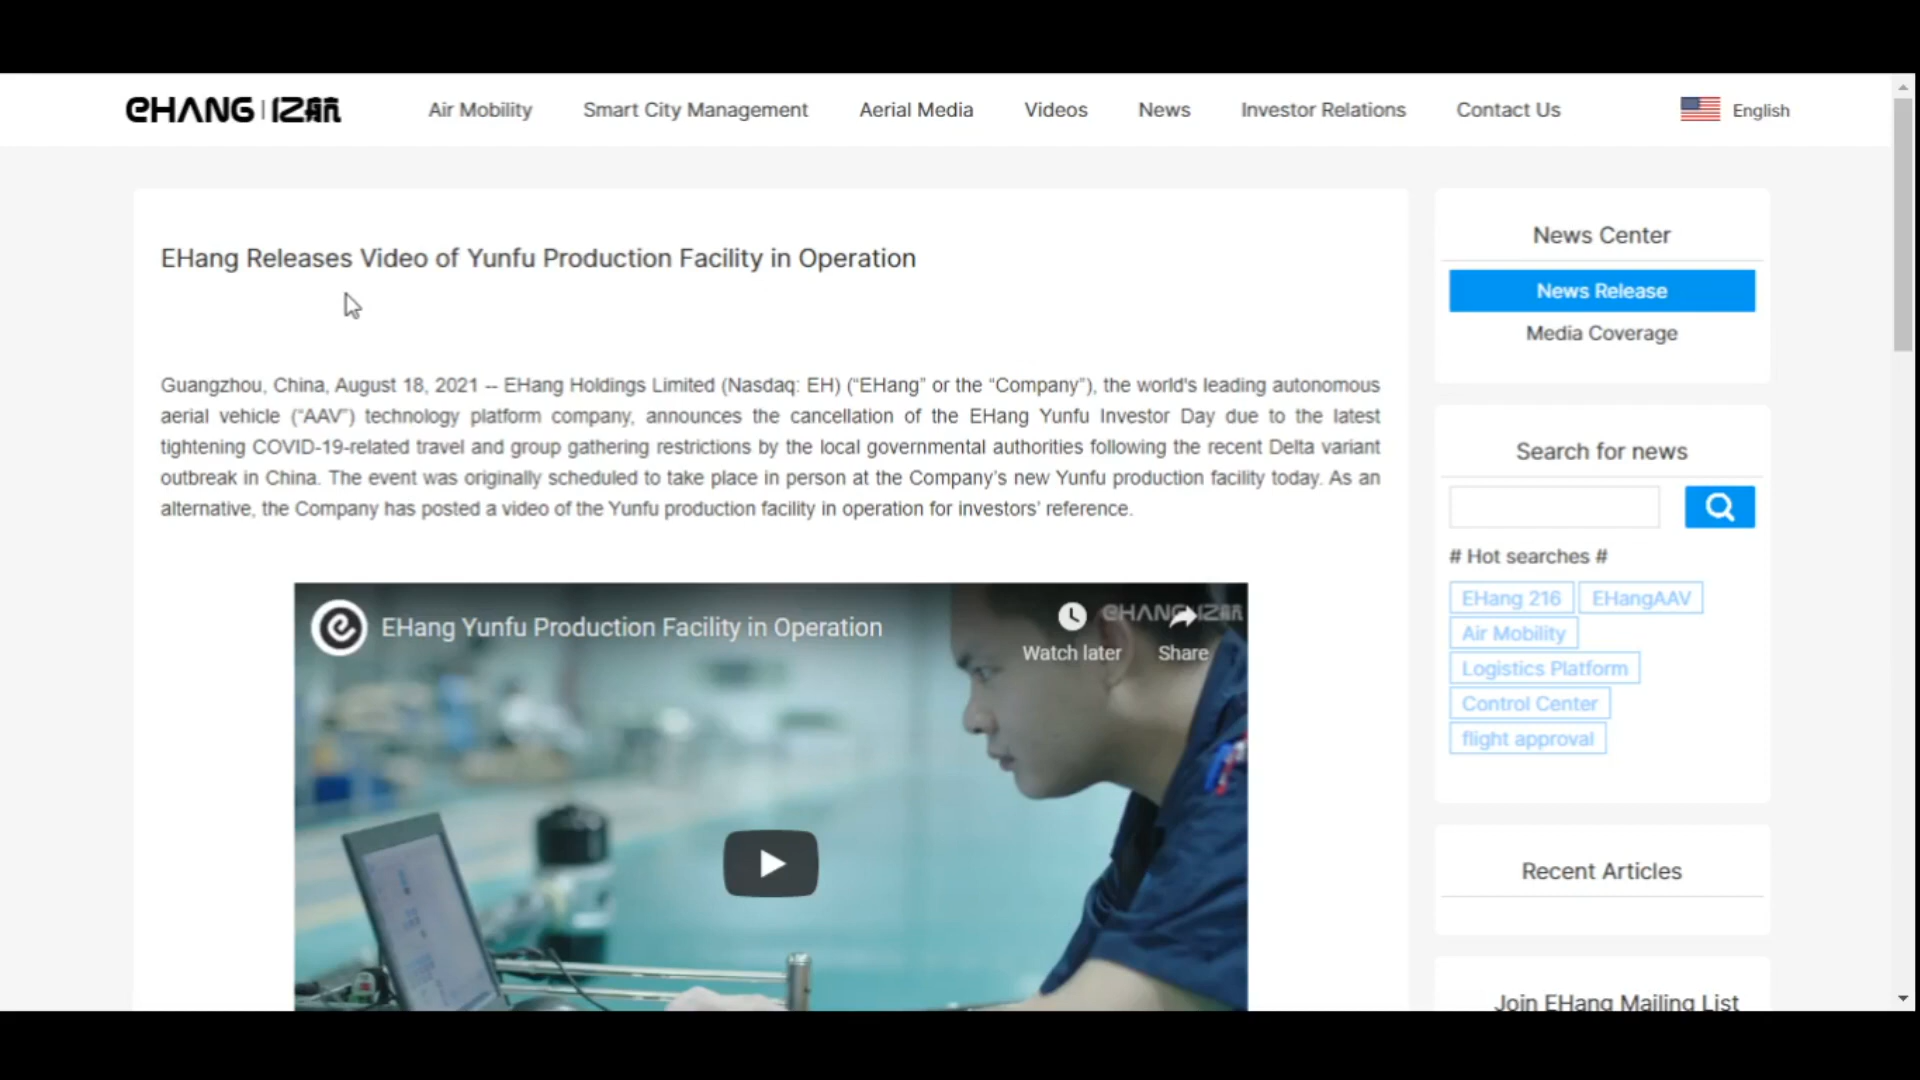 EHANG | 亿航
Air Mobility
Smart City Management
Aerial Media
Videos
News
Investor Relations
Contact Us
English
EHang Releases Video of Yunfu Production Facility in Operation
Guangzhou, China, August 18, 2021 -- EHang Holdings Limited (Nasdaq: EH) (“EHang” or the “Company”), the world's leading autonomous
aerial vehicle (“AAV”) technology platform company, announces the cancellation of the EHang Yunfu Investor Day due to the latest
tightening COVID-19-related travel and group gathering restrictions by the local governmental authorities following the recent Delta variant
outbreak in China. The event was originally scheduled to take place in person at the Company’s new Yunfu production facility today. As an
alternative, the Company has posted a video of the Yunfu production facility in operation for investors’ reference.
EHang Yunfu Production Facility in Operation
EHANG 亿航
Watch later
Share
News Center
News Release
Media Coverage
Search for news
# Hot searches #
EHang 216
EHangAAV
Air Mobility
Logistics Platform
Control Center
flight approval
Recent Articles
Join EHang Mailing List